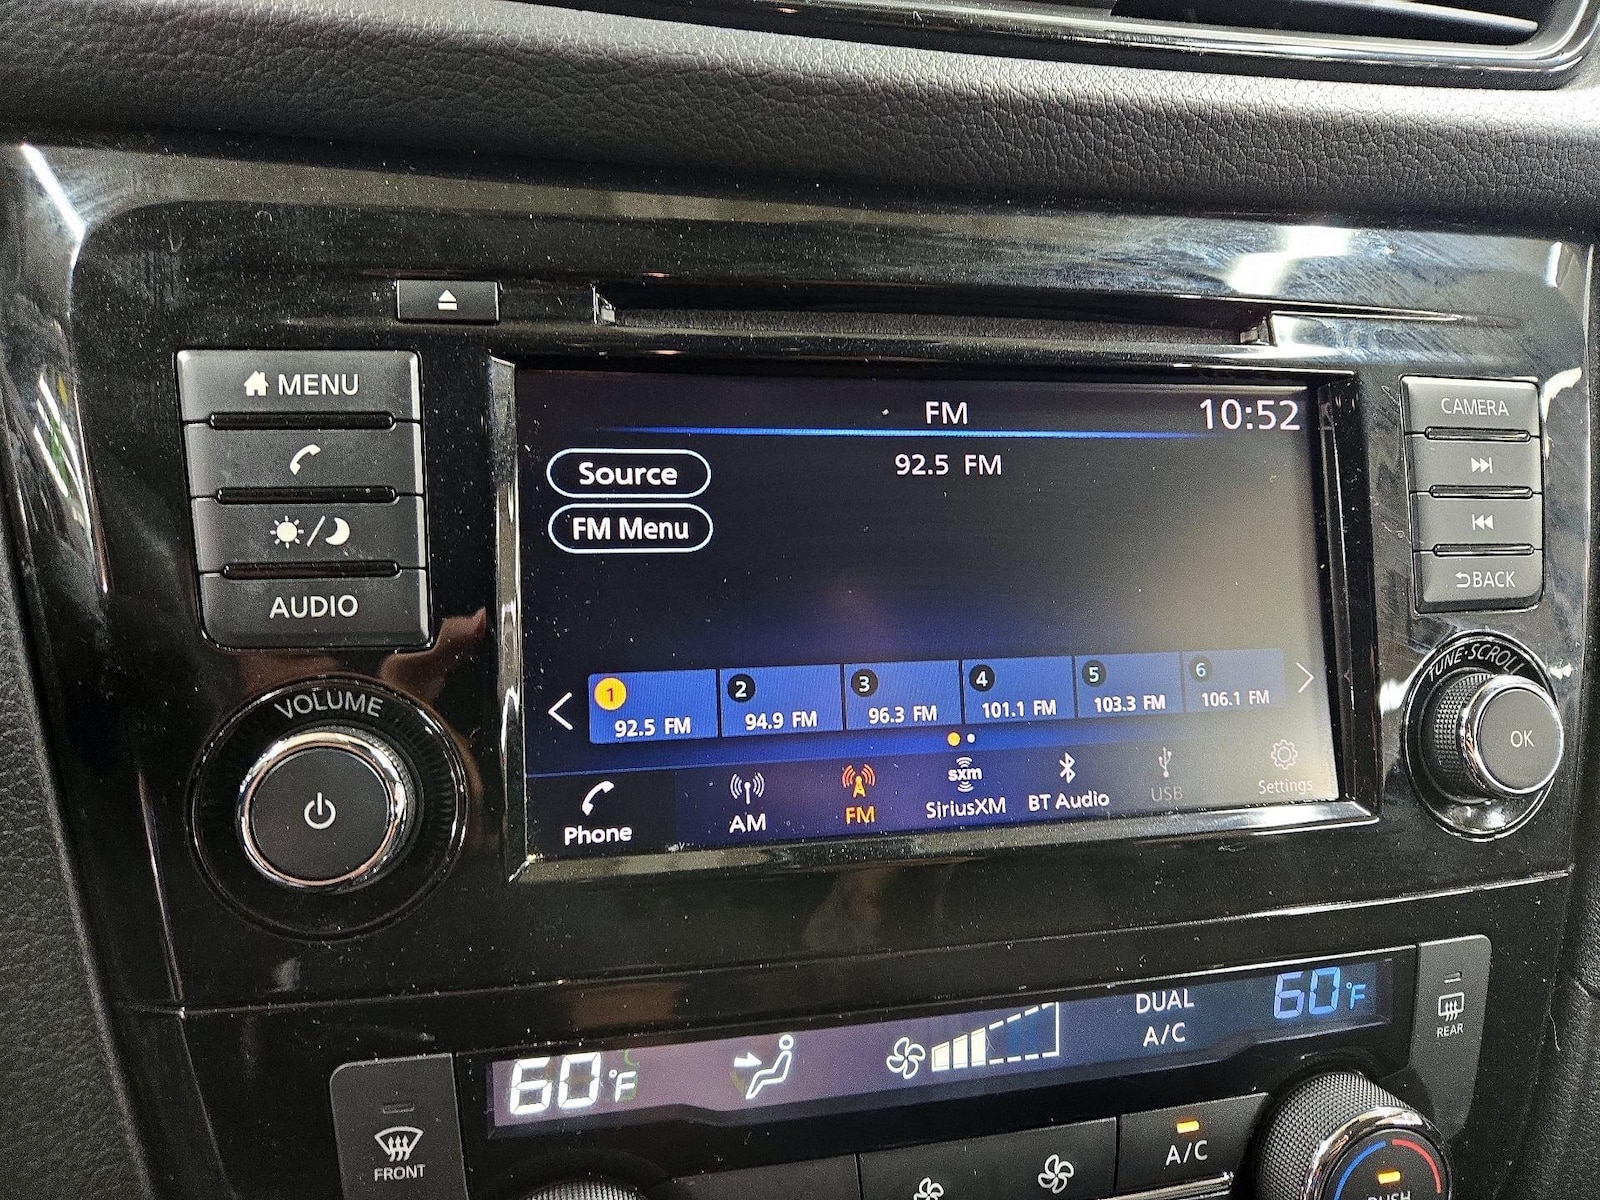 MENU
AUDIO
VOLUME
FM
10:52
92.5 FM
Source
FM Menu
1
92.5 FM
2
94.9 FM
3
96.3 FM
4
101.1 FM
5
103.3 FM
6
106.1 FM
Phone
AM
FM
sxm
SiriusXM
BT Audio
USB
Settings
CAMERA
BACK
TUNE·SCROLL
OK
60°F
DUAL
A/C
60°F
REAR
FRONT
A/C
PUSH